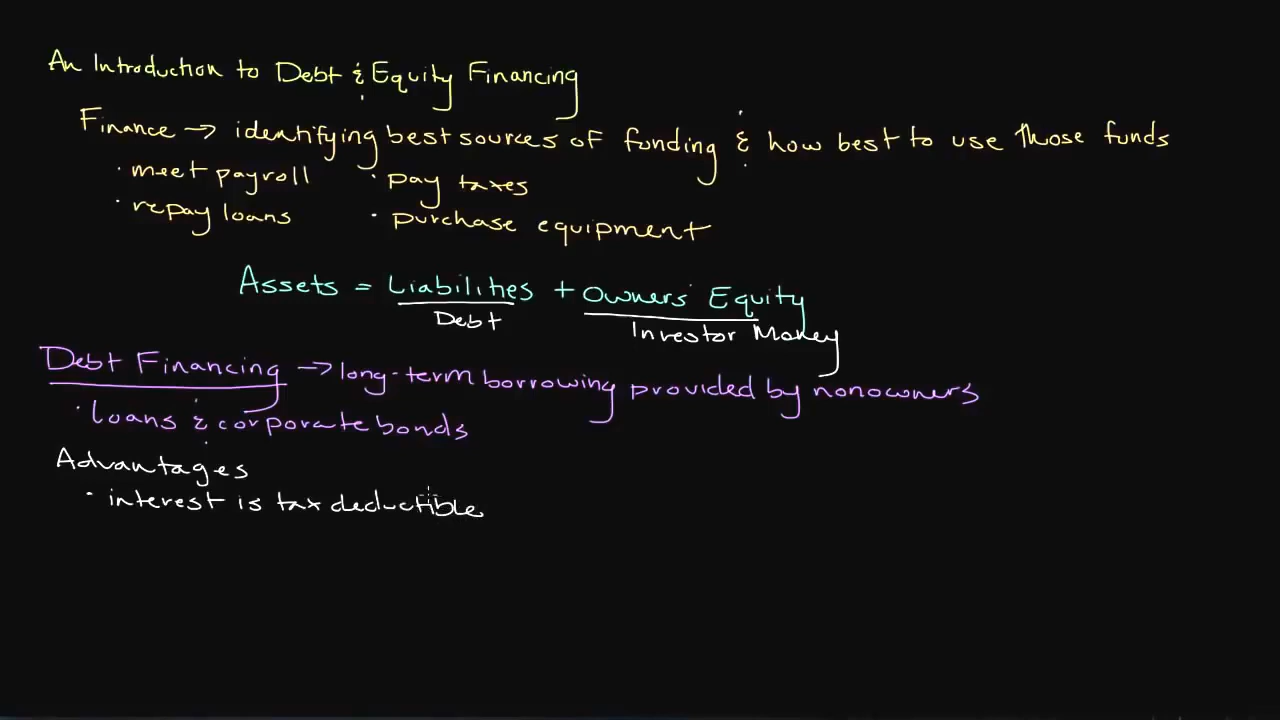 An Introduction to Debt & Equity Financing
Finance → identifying best sources of funding & how best to use those funds
· meet payroll · pay taxes
· repay loans · purchase equipment
Assets = Liabilities + Owners' Equity
Debt Investor Money
Debt Financing → long-term borrowing provided by nonowners
· loans & corporate bonds
Advantages
· interest is tax deductible